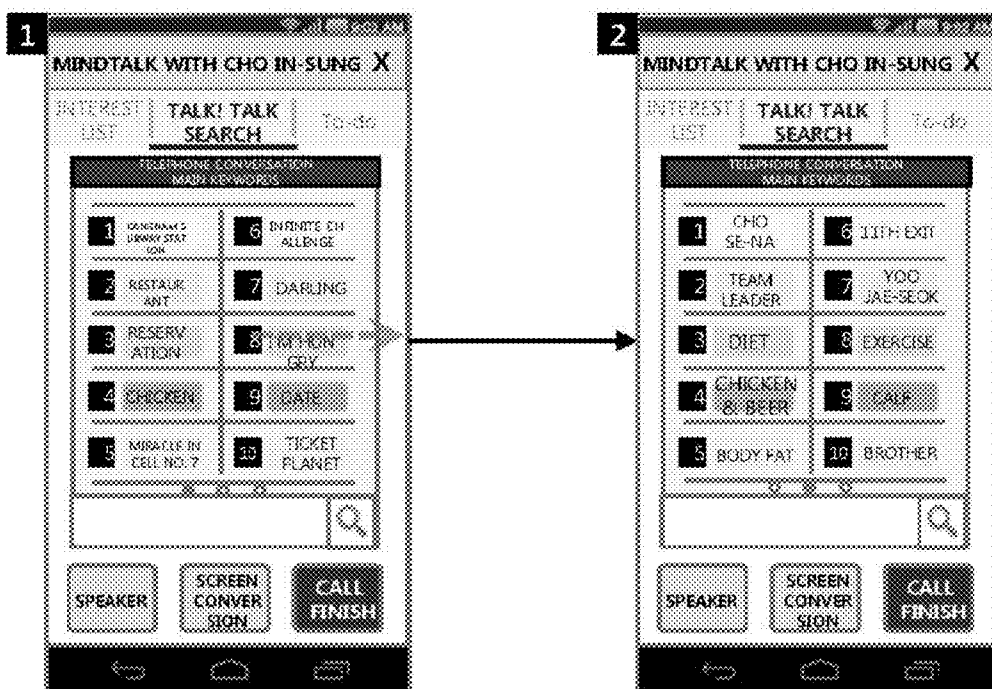 1
MINDTALK WITH CHO IN-SUNG X
INTEREST
LIST
TALK! TALK
SEARCH
To-do
TELEPHONE CONVERSATION
MAIN KEYWORDS
1
6 INFINITE CH
ALLENGE
2 RESTAUR
ANT
7 DARLING
3 RESERV
ATION
8 I'M HUN
GRY
4 CHICKEN
9
5 MIRACLE IN
CELL NO. 7
10 TICKET
PLANET
SPEAKER
SCREEN
CONVER
SION
CALL
FINISH
2
MINDTALK WITH CHO IN-SUNG X
INTEREST
LIST
TALK! TALK
SEARCH
To-do
TELEPHONE CONVERSATION
MAIN KEYWORDS
1 CHO
SE-NA
6 11TH EXIT
2 TEAM
LEADER
7 YOO
JAE-SEOK
3 DIET
8 EXERCISE
4 CHICKEN
& BEER
9 CALF
5 BODY FAT
10 BROTHER
SPEAKER
SCREEN
CONVER
SION
CALL
FINISH